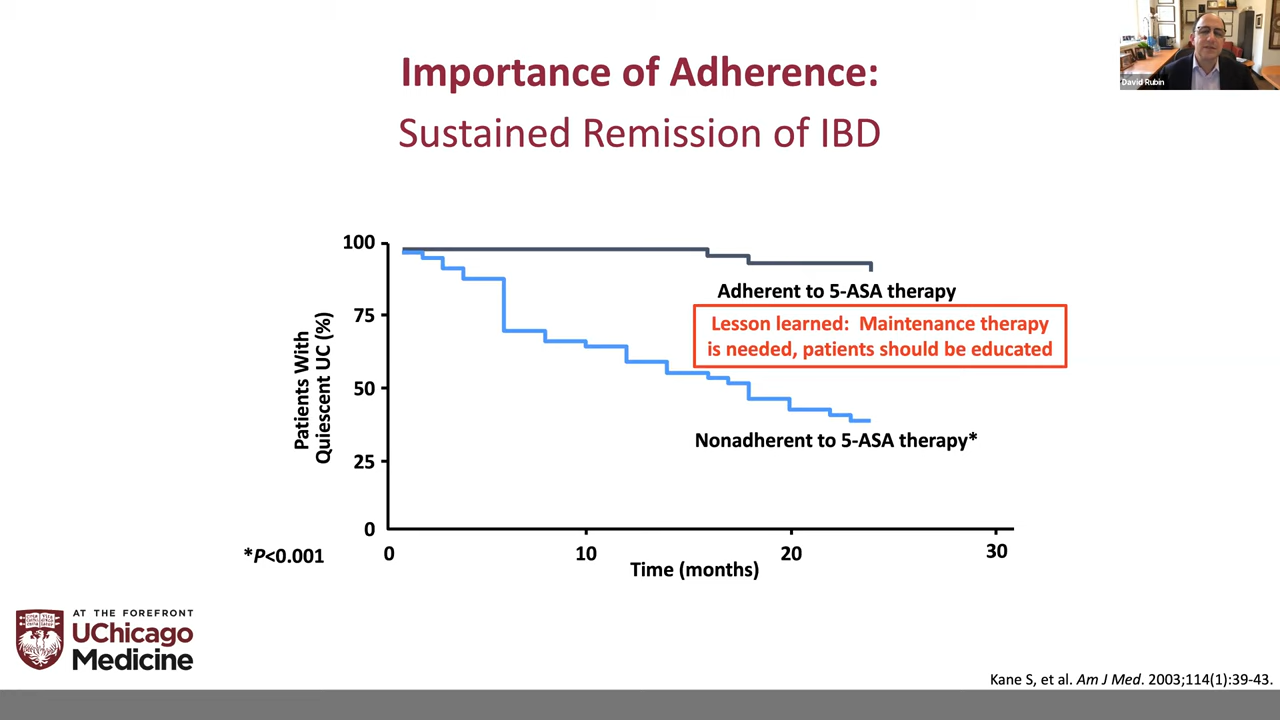 David Rubin
Importance of Adherence:
Sustained Remission of IBD
100
75
50
25
0
Patients With
Quiescent UC (%)
Adherent to 5-ASA therapy
Lesson learned: Maintenance therapy
is needed, patients should be educated
Nonadherent to 5-ASA therapy*
0
10
20
30
Time (months)
*P<0.001
AT THE FOREFRONT
UChicago
Medicine
Kane S, et al. Am J Med. 2003;114(1):39-43.